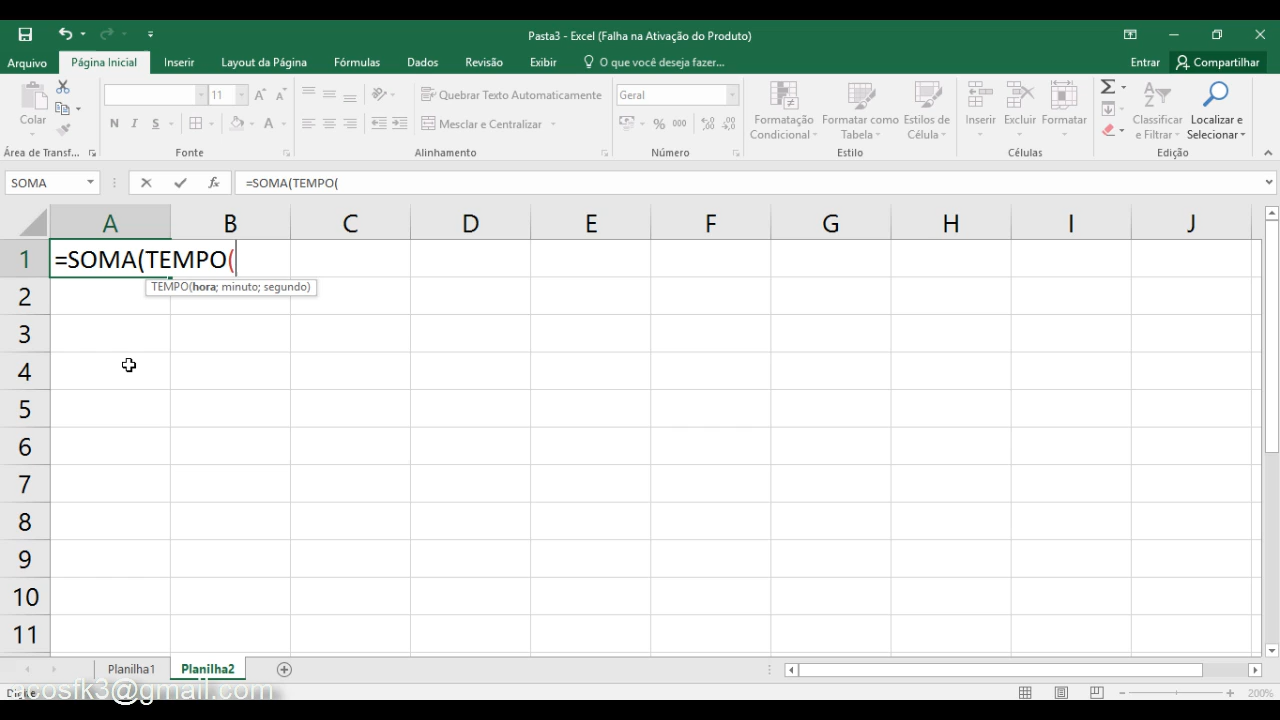 Pasta3 - Excel (Falha na Ativação do Produto)
Arquivo Página Inicial Inserir Layout da Página Fórmulas Dados Revisão Exibir O que você deseja fazer... Entrar Compartilhar
Colar
11
Quebrar Texto Automaticamente
Geral
Mesclar e Centralizar
N I S A
% 000
Formatação Condicional
Formatar como Tabela
Estilos de Célula
Inserir Excluir Formatar
Classificar e Filtrar
Localizar e Selecionar
Área de Transf... Fonte Alinhamento Número Estilo Células Edição
SOMA fx =SOMA(TEMPO(
A B C D E F G H I J
1 =SOMA(TEMPO(
TEMPO(hora; minuto; segundo)
2
3
4
5
6
7
8
9
10
11
Planilha1 Planilha2
200%